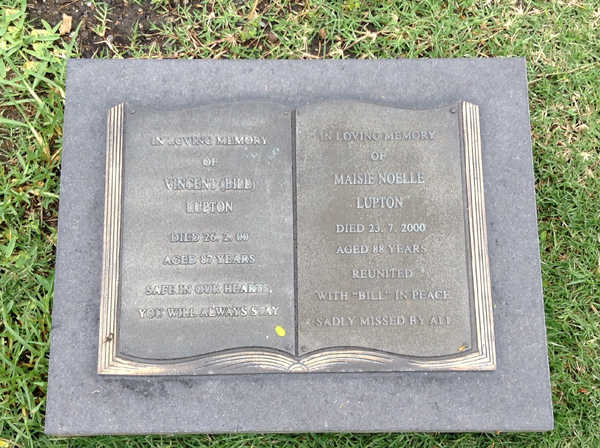 IN LOVING MEMORY
OF
VINCENT (BILL)
LUPTON
DIED 26. 2. 00
AGED 87 YEARS
SAFE IN OUR HEARTS,
YOU WILL ALWAYS STAY
IN LOVING MEMORY
OF
MAISIE NOELLE
LUPTON
DIED 23. 7. 2000
AGED 88 YEARS
REUNITED
WITH "BILL" IN PEACE
SADLY MISSED BY ALL